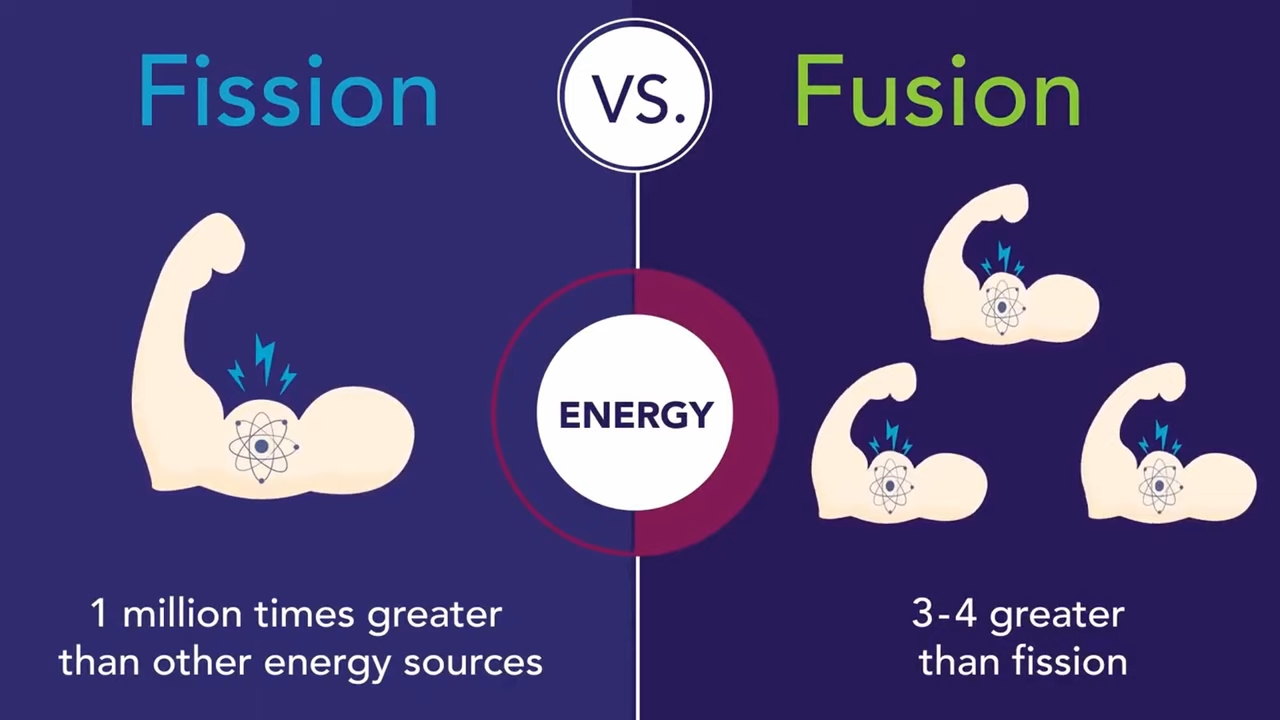 Fission
VS.
Fusion
ENERGY
1 million times greater
than other energy sources
3-4 greater
than fission